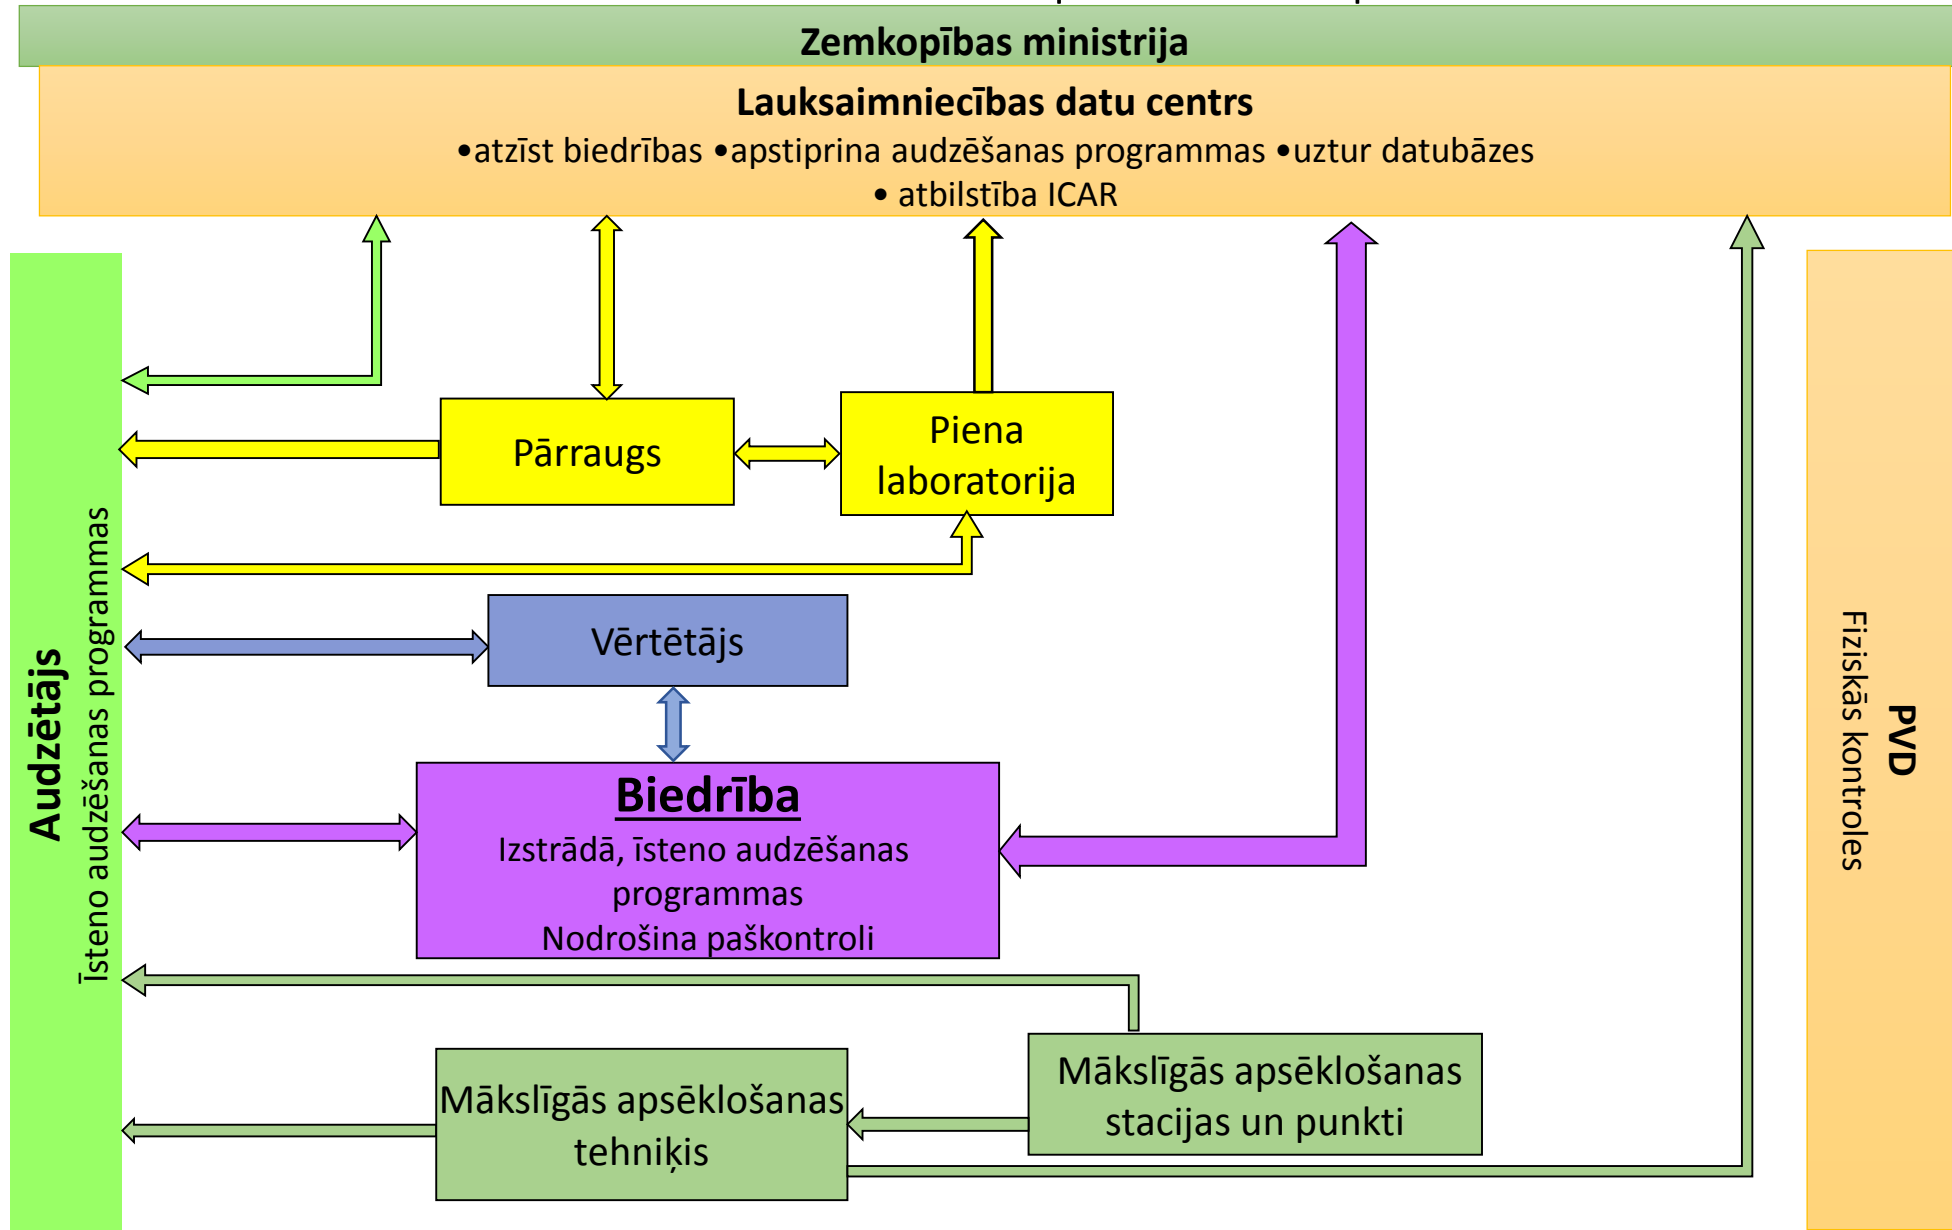 Zemkopības ministrija
Lauksaimniecības datu centrs
•atzīst biedrības •apstiprina audzēšanas programmas •uztur datubāzes
• atbilstība ICAR
Audzētājs
Īsteno audzēšanas programmas
Pārraugs
Piena
laboratorija
Vērtētājs
Biedrība
Izstrādā, īsteno audzēšanas
programmas
Nodrošina paškontroli
Mākslīgās apsēklošanas
tehniķis
Mākslīgās apsēklošanas
stacijas un punkti
PVD
Fiziskās kontroles